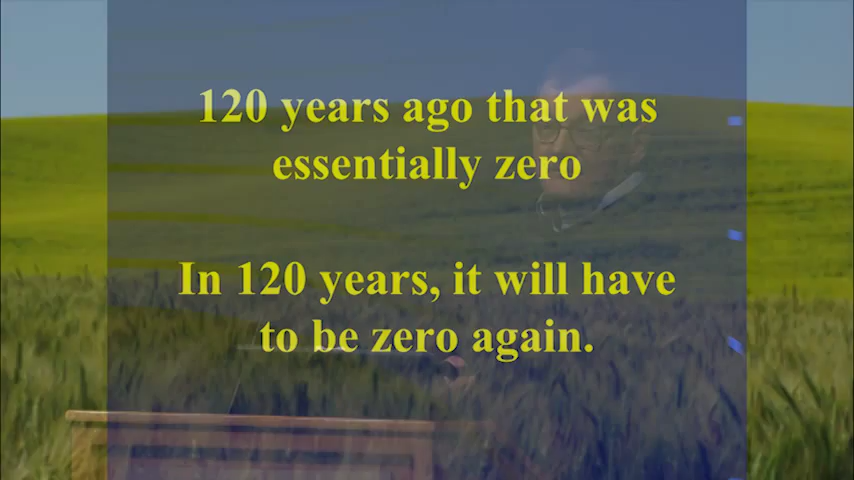 120 years ago that was
essentially zero
In 120 years, it will have
to be zero again.